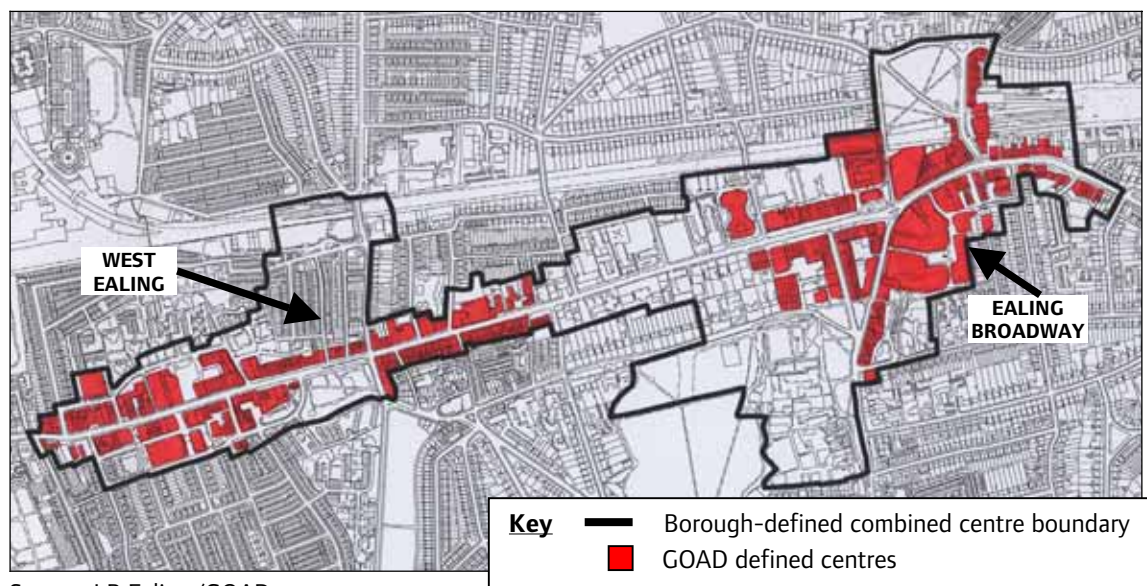 WEST
EALING
EALING
BROADWAY
Key
Borough-defined combined centre boundary
GOAD defined centres